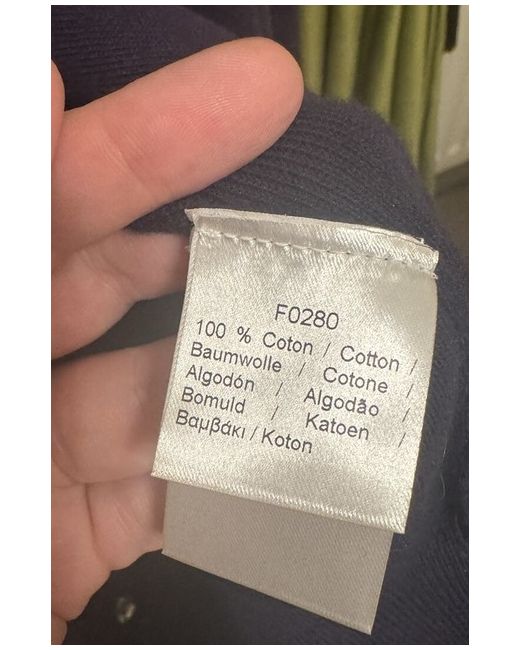 F0280
100 % Coton / Cotton /
Baumwolle / Cotone /
Algodón / Algodão /
Bomuld / Katoen /
Βαμβάκι / Koton